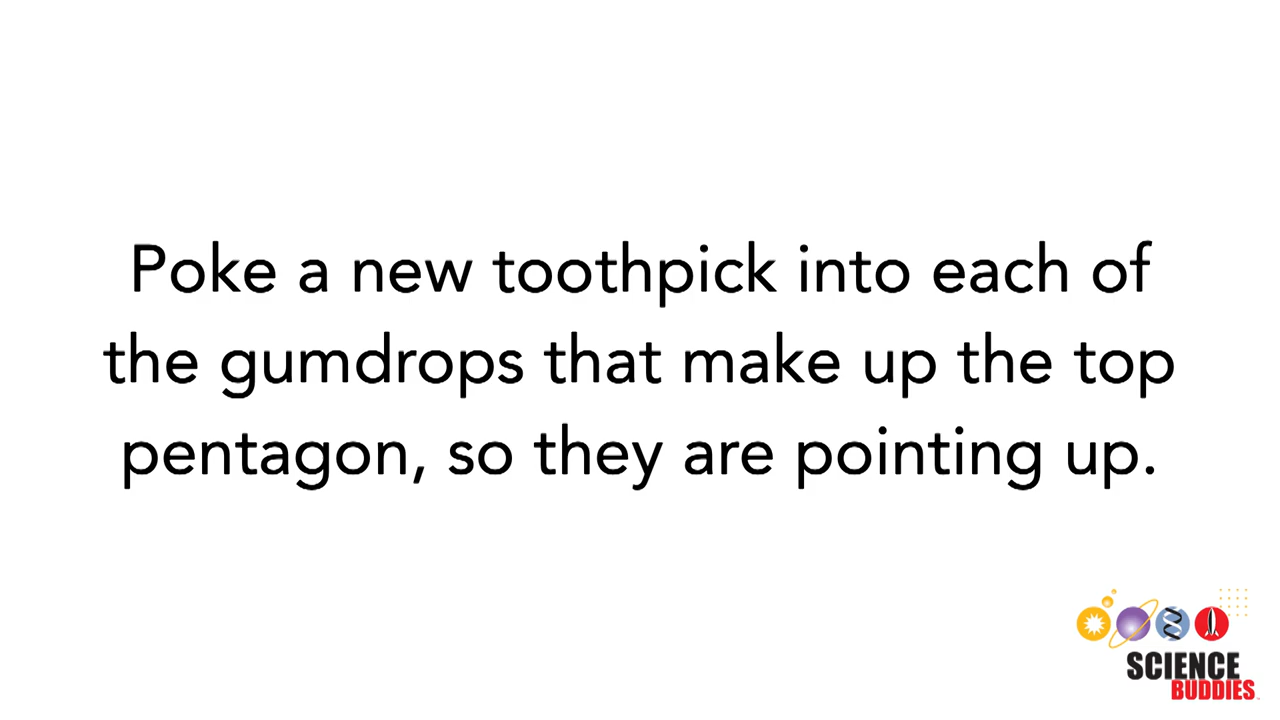 Poke a new toothpick into each of
the gumdrops that make up the top
pentagon, so they are pointing up.
SCIENCE
BUDDIES